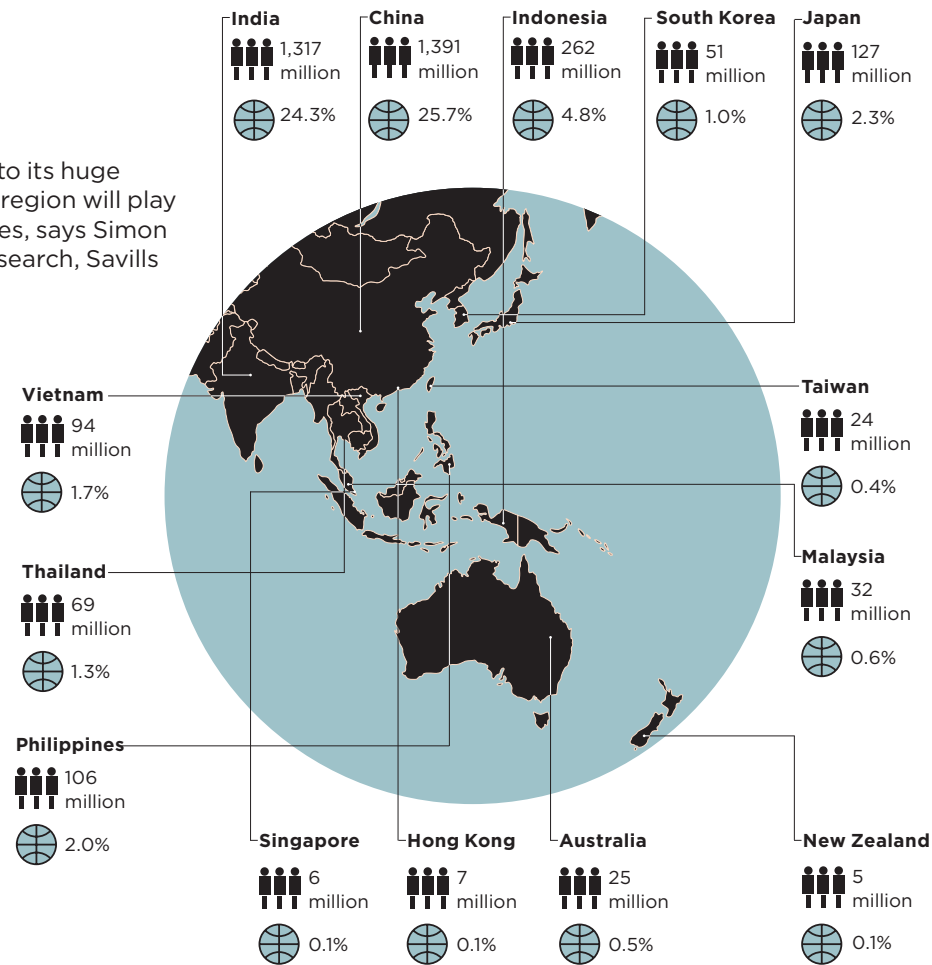 India
1,317
million
24.3%
China
1,391
million
25.7%
Indonesia
262
million
4.8%
South Korea
51
million
1.0%
Japan
127
million
2.3%
to its huge
region will play
es, says Simon
search, Savills
Vietnam
94
million
1.7%
Taiwan
24
million
0.4%
Thailand
69
million
1.3%
Malaysia
32
million
0.6%
Philippines
106
million
2.0%
Singapore
6
million
0.1%
Hong Kong
7
million
0.1%
Australia
25
million
0.5%
New Zealand
5
million
0.1%